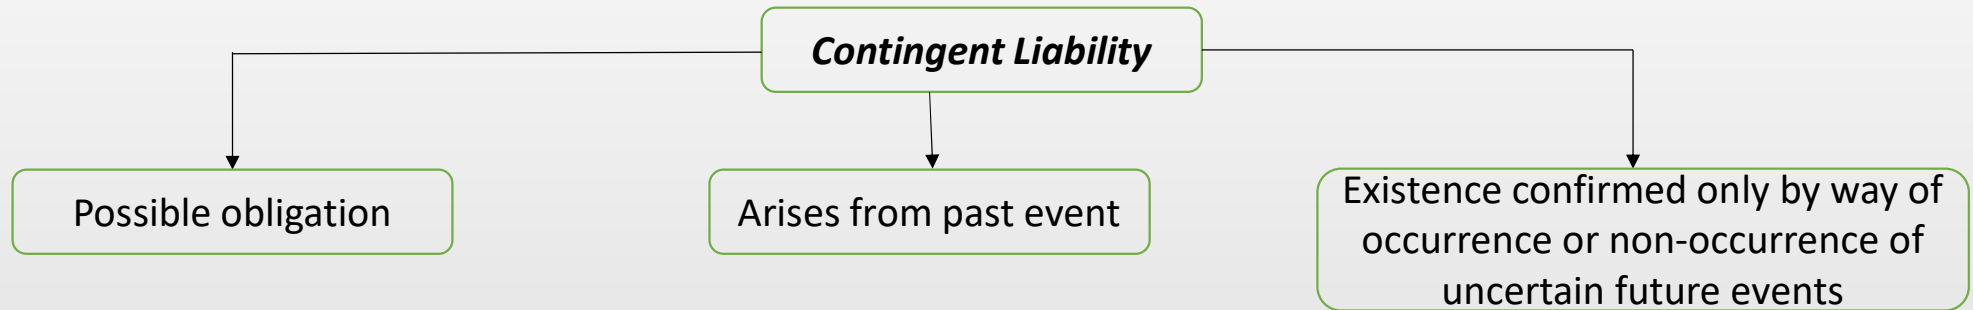 Contingent Liability
Possible obligation
Arises from past event
Existence confirmed only by way of
occurrence or non-occurrence of
uncertain future events